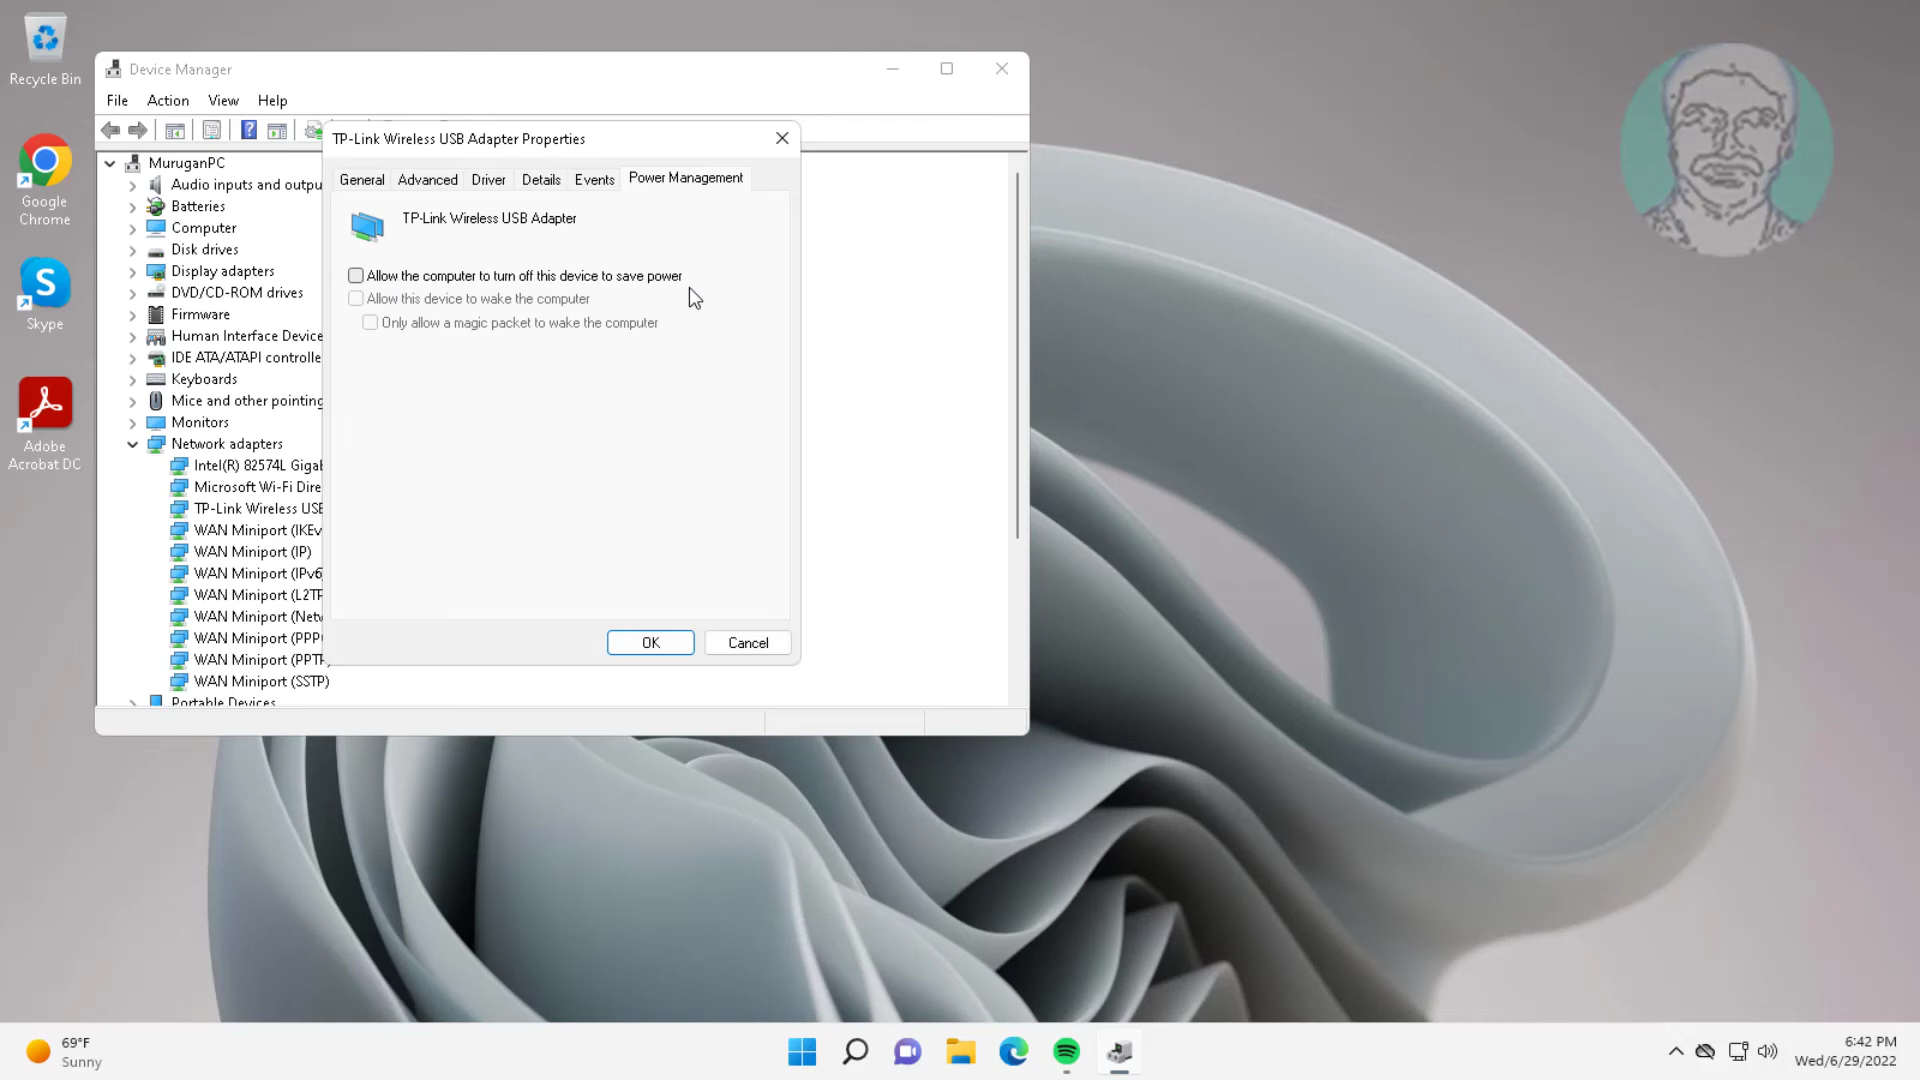 Recycle Bin
Google
Chrome
Skype
Adobe
Acrobat DC
Device Manager
File Action View Help
MuruganPC
Audio inputs and outpu
Batteries
Computer
Disk drives
Display adapters
DVD/CD-ROM drives
Firmware
Human Interface Device
IDE ATA/ATAPI controlle
Keyboards
Mice and other pointing
Monitors
Network adapters
Intel(R) 82574L Gigal
Microsoft Wi-Fi Dire
TP-Link Wireless USE
WAN Miniport (IKEv
WAN Miniport (IP)
WAN Miniport (IPv6
WAN Miniport (L2TF
WAN Miniport (Netw
WAN Miniport (PPP
WAN Miniport (PPTP
WAN Miniport (SSTP)
Portable Devices
TP-Link Wireless USB Adapter Properties
General Advanced Driver Details Events Power Management
TP-Link Wireless USB Adapter
Allow the computer to turn off this device to save power
Allow this device to wake the computer
Only allow a magic packet to wake the computer
OK Cancel
69°F
Sunny
6:42 PM
Wed/6/29/2022